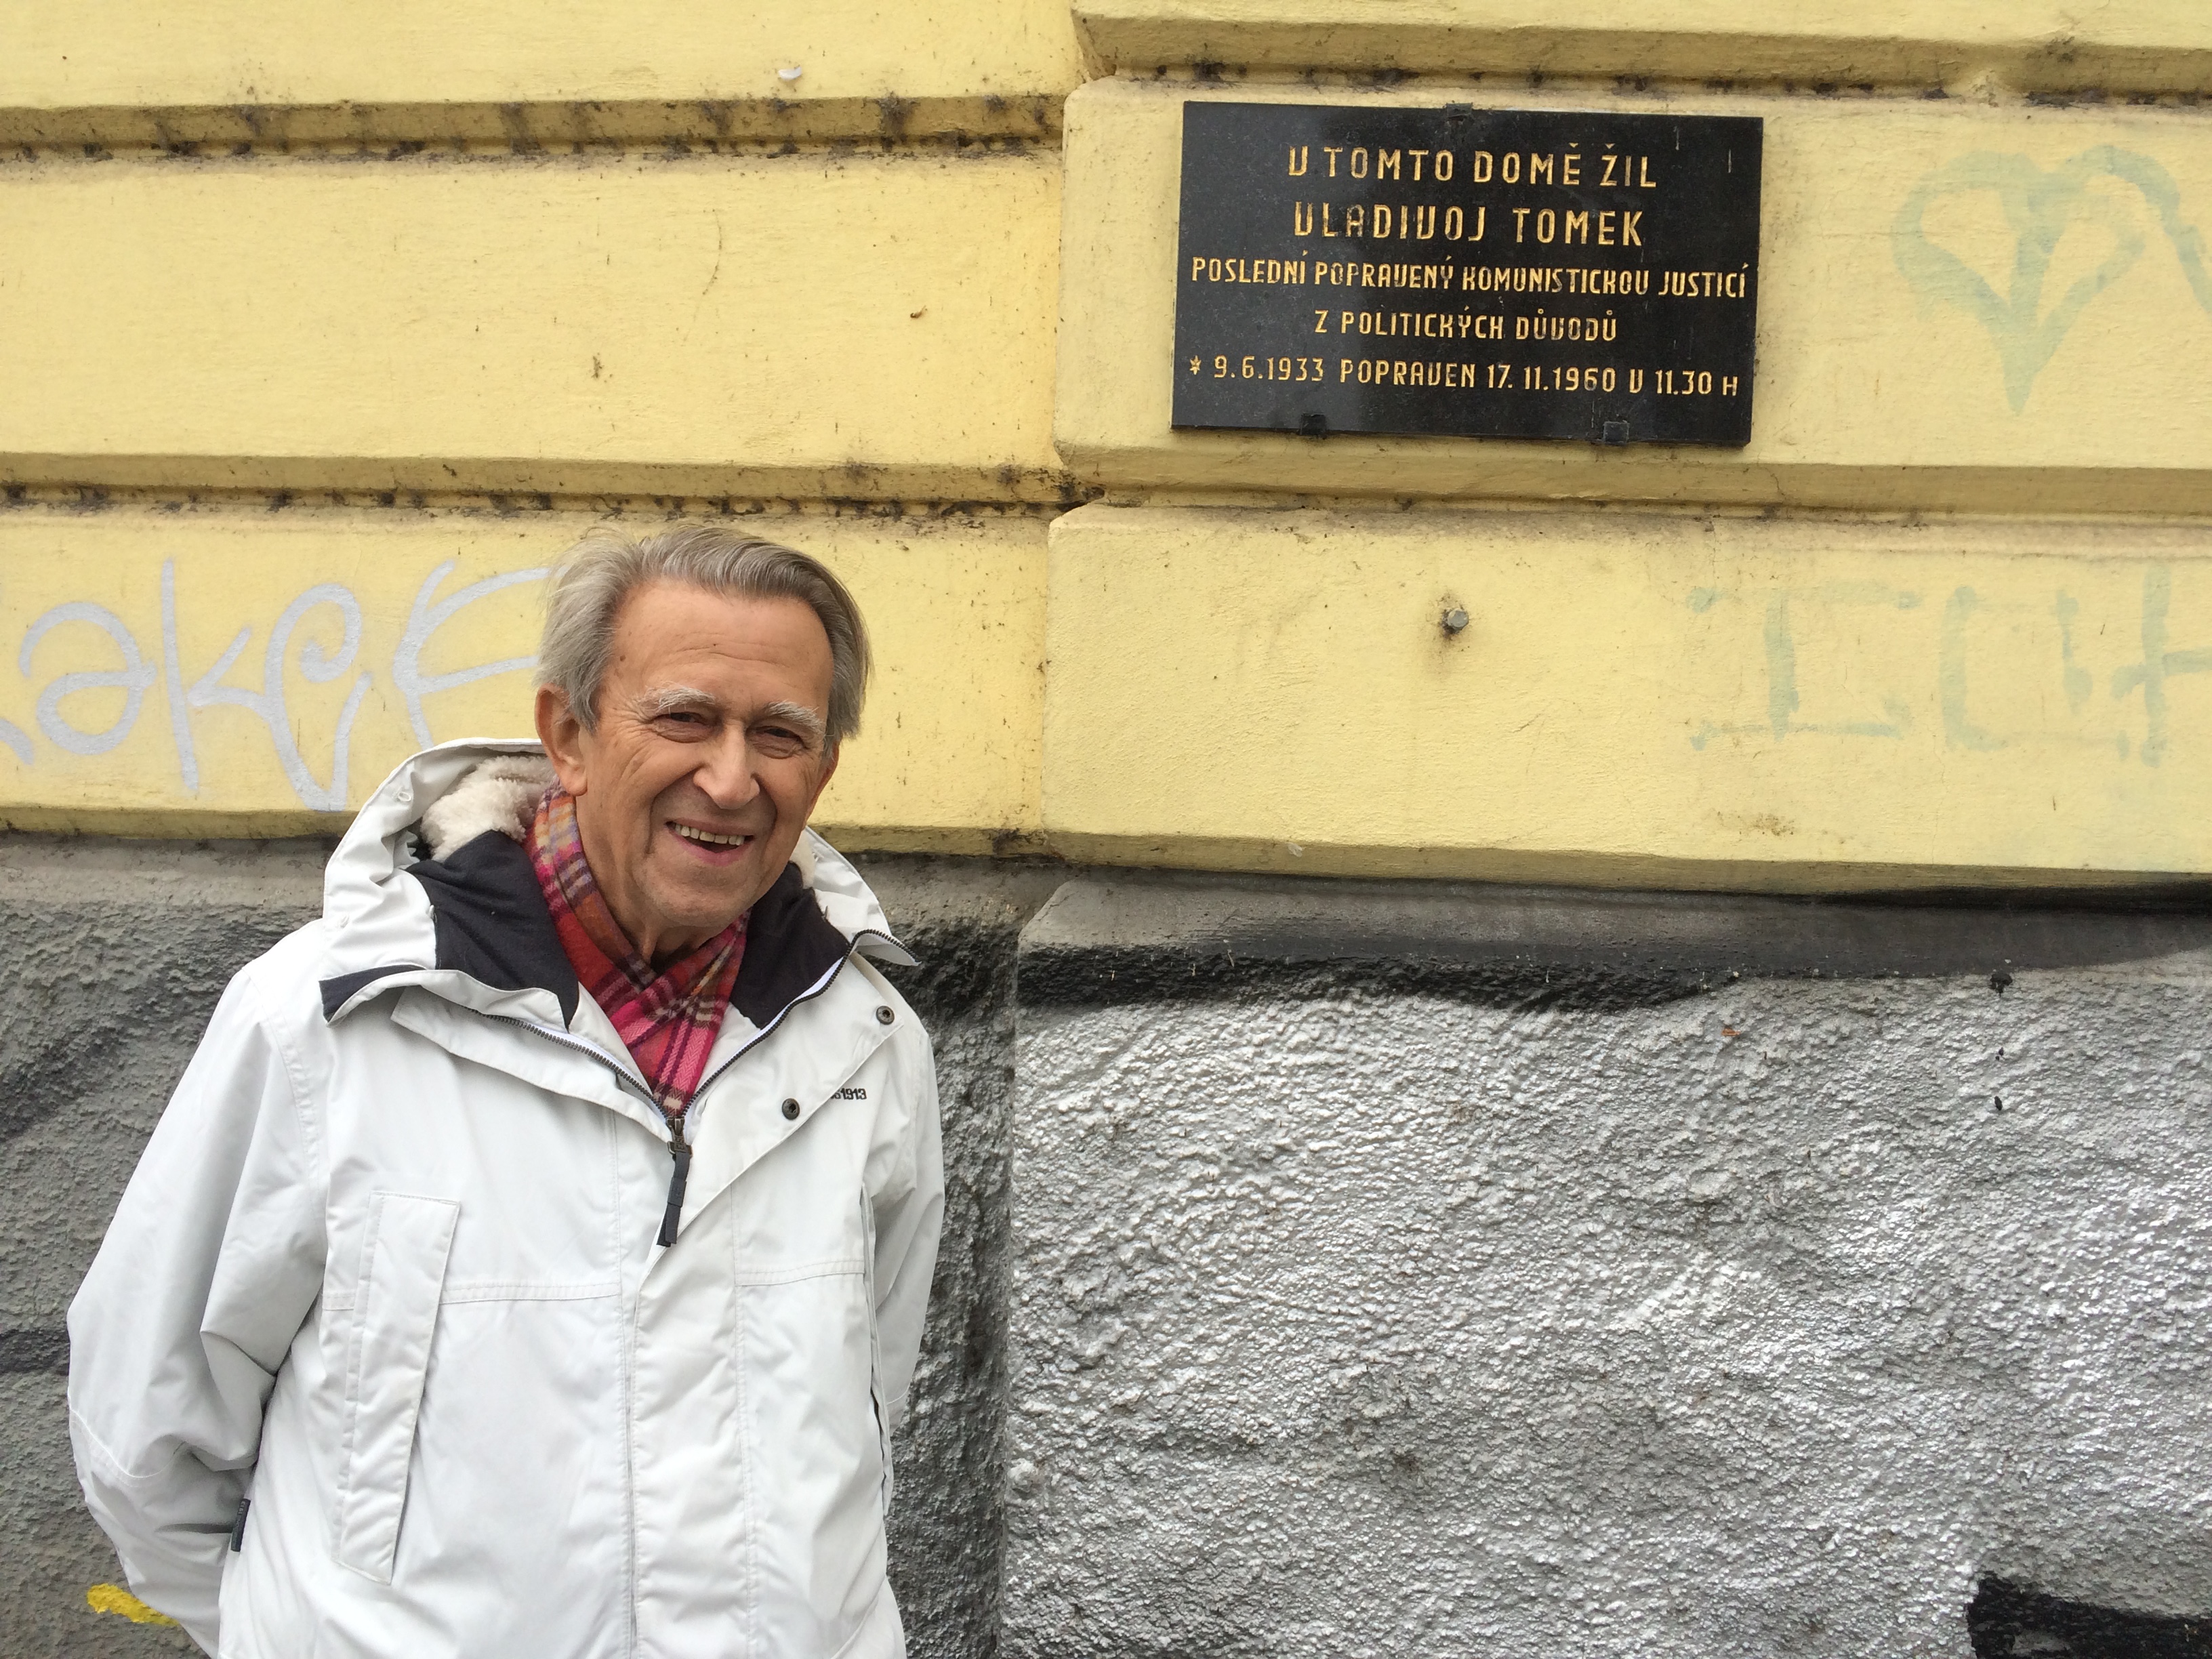 V TOMTO DOMĚ ŽIL
VLADIVOJ TOMEK
POSLEDNÍ POPRAVENÝ KOMUNISTICKOU JUSTICÍ
Z POLITICKÝCH DŮVODŮ
* 9.6.1933 POPRAVEN 17.11.1960 V 11.30 H
1913